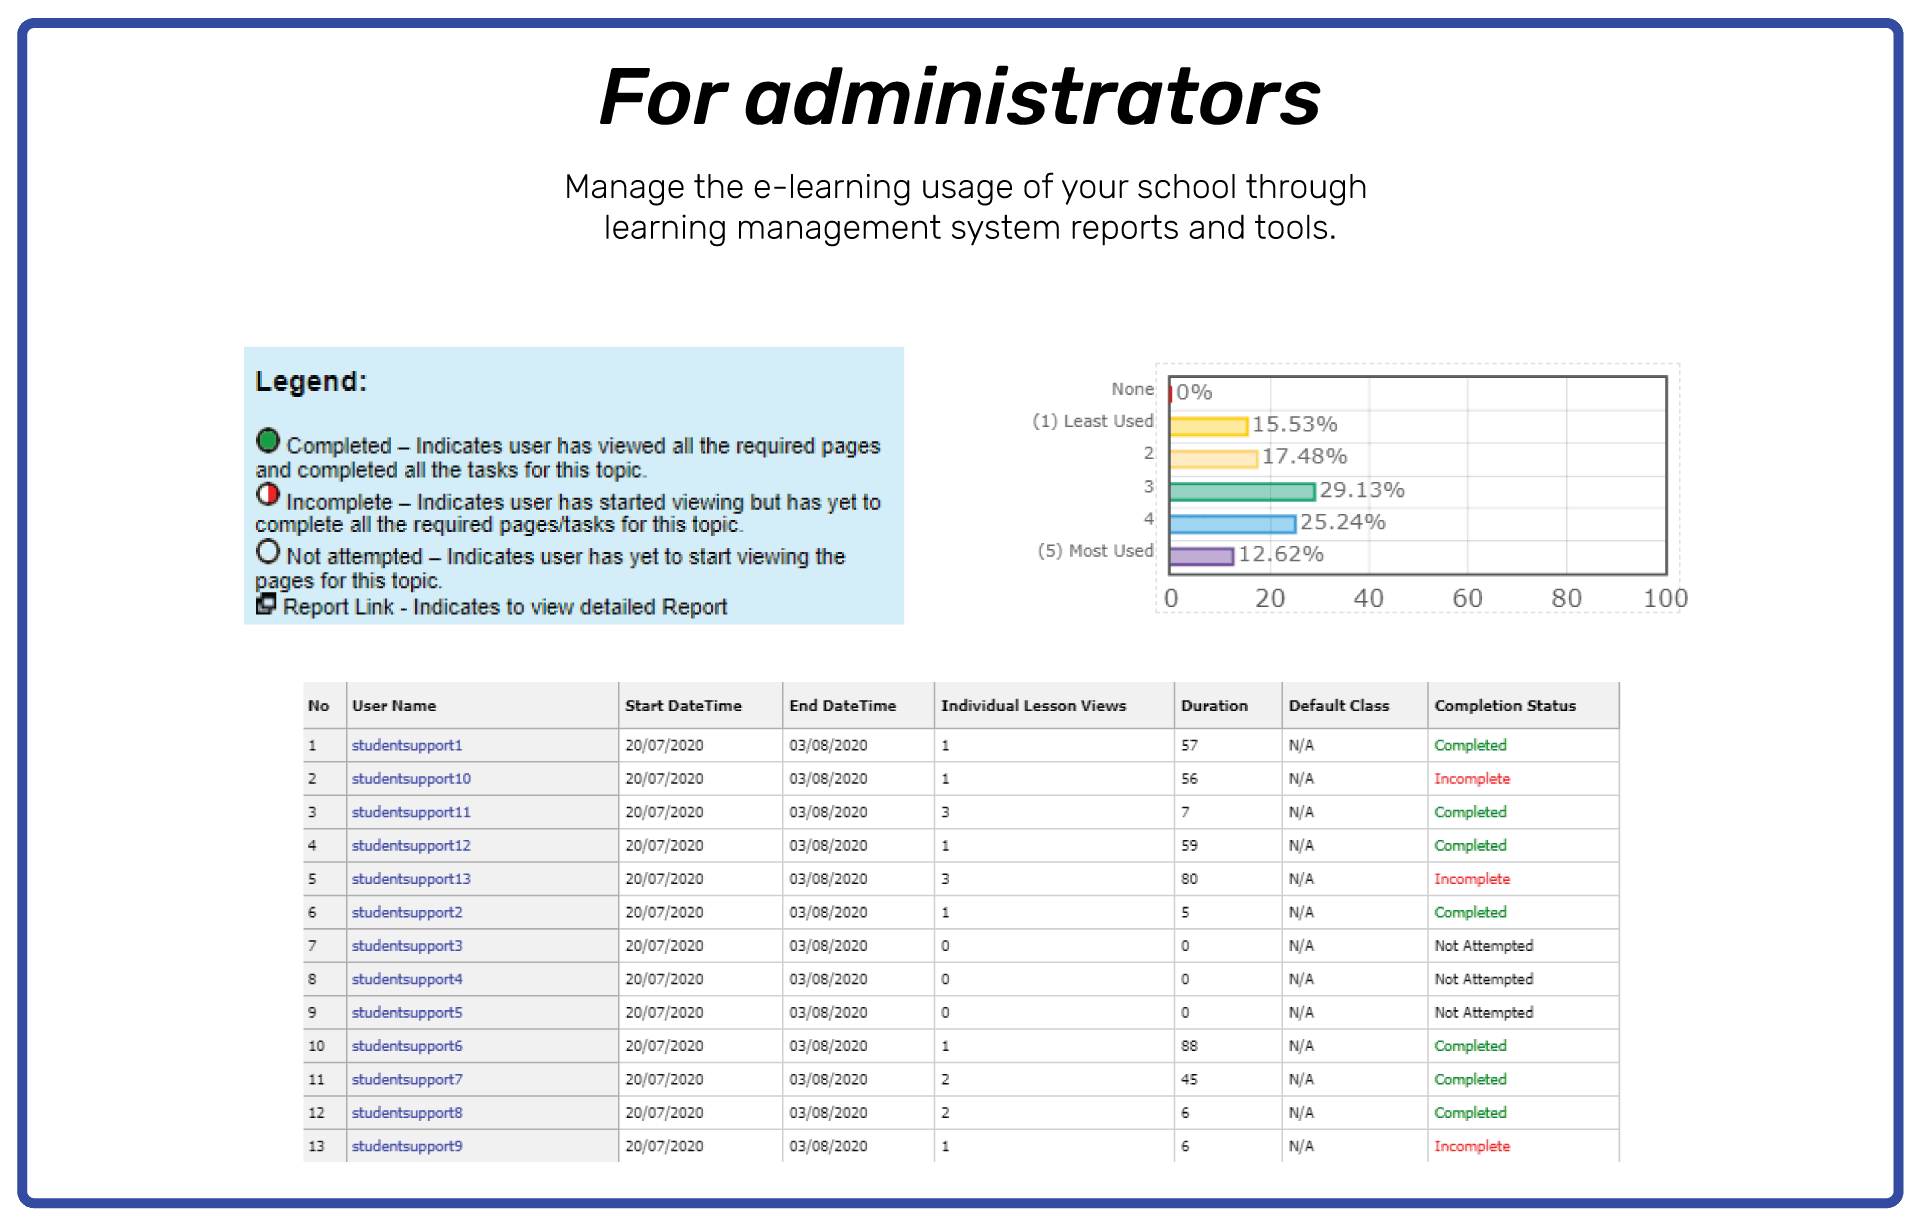 For administrators
Manage the e-learning usage of your school through
learning management system reports and tools.
Legend:
Completed – Indicates user has viewed all the required pages
and completed all the tasks for this topic.
Incomplete – Indicates user has started viewing but has yet to
complete all the required pages/tasks for this topic.
Not attempted – Indicates user has yet to start viewing the
pages for this topic.
Report Link - Indicates to view detailed Report
None 0%
(1) Least Used 15.53%
2 17.48%
3 29.13%
4 25.24%
(5) Most Used 12.62%
0 20 40 60 80 100
No User Name Start DateTime End DateTime Individual Lesson Views Duration Default Class Completion Status
1 studentsupport1 20/07/2020 03/08/2020 1 57 N/A Completed
2 studentsupport10 20/07/2020 03/08/2020 1 56 N/A Incomplete
3 studentsupport11 20/07/2020 03/08/2020 3 7 N/A Completed
4 studentsupport12 20/07/2020 03/08/2020 1 59 N/A Completed
5 studentsupport13 20/07/2020 03/08/2020 3 80 N/A Incomplete
6 studentsupport2 20/07/2020 03/08/2020 1 5 N/A Completed
7 studentsupport3 20/07/2020 03/08/2020 0 0 N/A Not Attempted
8 studentsupport4 20/07/2020 03/08/2020 0 0 N/A Not Attempted
9 studentsupport5 20/07/2020 03/08/2020 0 0 N/A Not Attempted
10 studentsupport6 20/07/2020 03/08/2020 1 88 N/A Completed
11 studentsupport7 20/07/2020 03/08/2020 2 45 N/A Completed
12 studentsupport8 20/07/2020 03/08/2020 2 6 N/A Completed
13 studentsupport9 20/07/2020 03/08/2020 1 6 N/A Incomplete